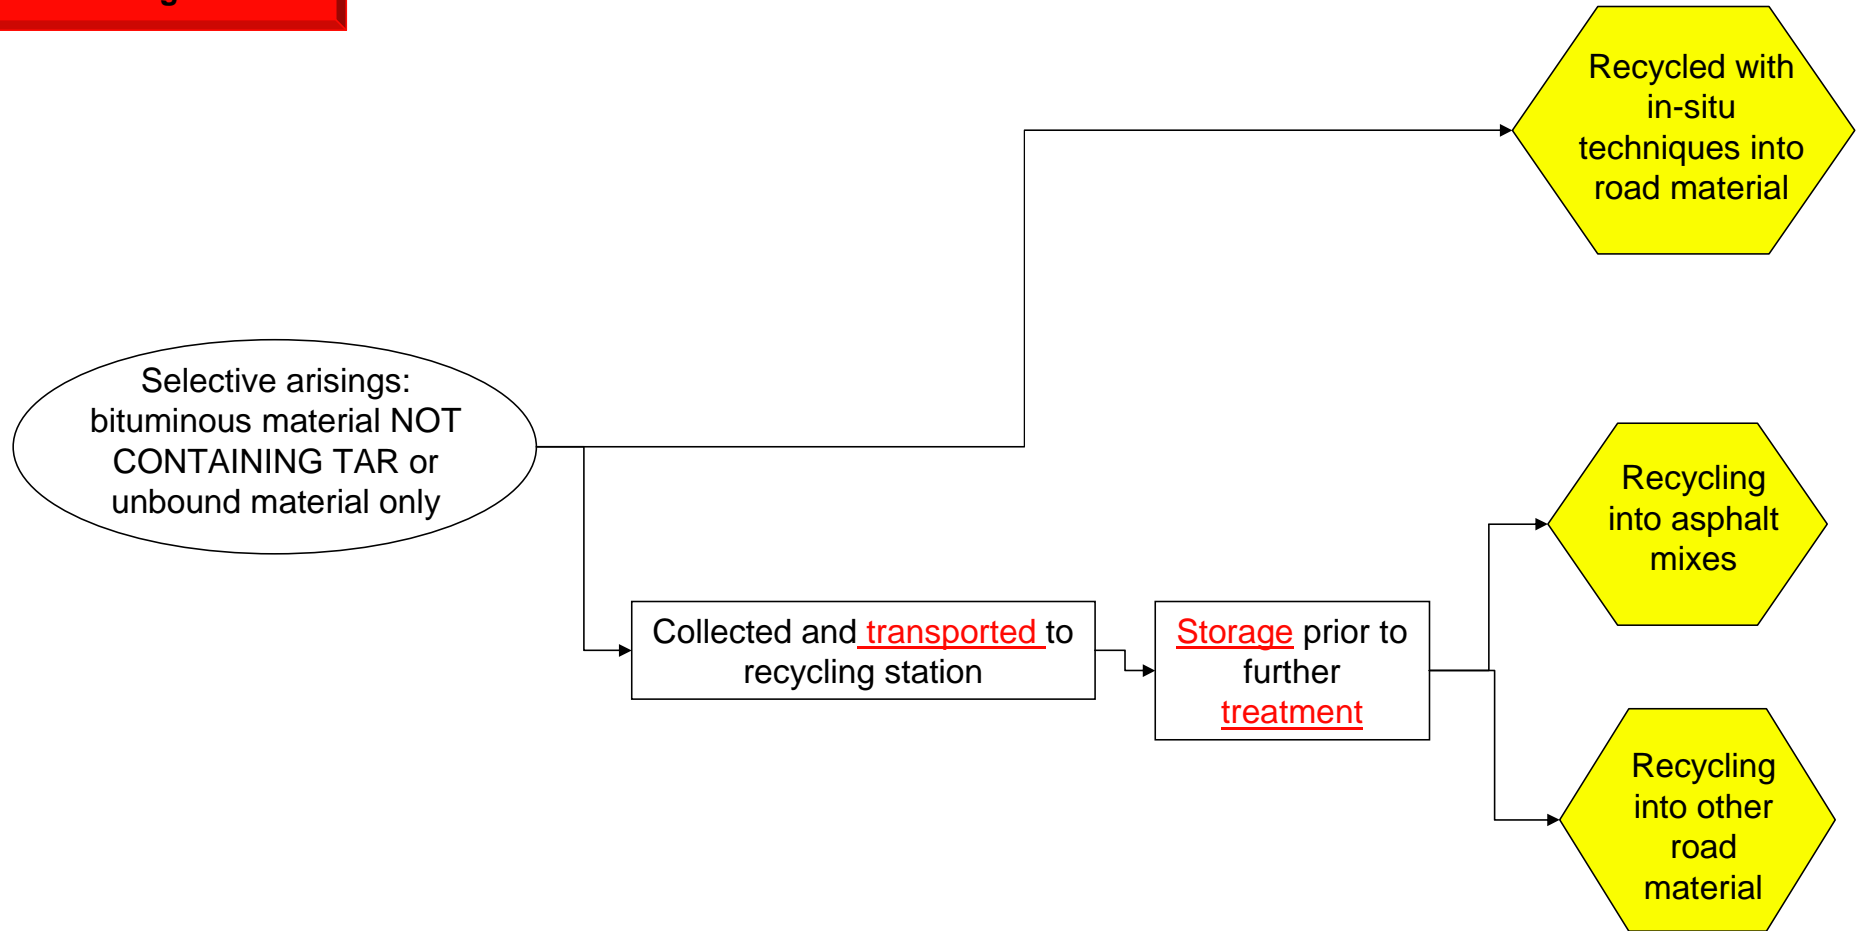 Recycled with
in-situ
techniques into
road material
Selective arisings:
bituminous material NOT
CONTAINING TAR or
unbound material only
Recycling
into asphalt
mixes
Collected and transported to
recycling station
Storage prior to
further
treatment
Recycling
into other
road
material